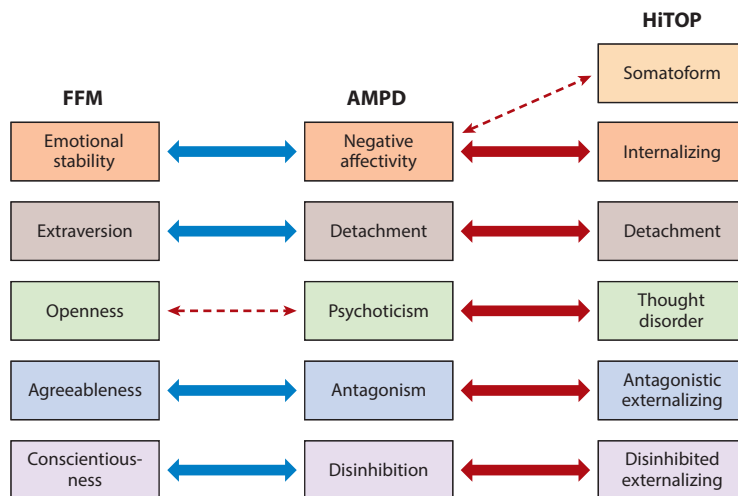 HiTOP
Somatoform
FFM
AMPD
Emotional
stability
Negative
affectivity
Internalizing
Extraversion
Detachment
Detachment
Openness
Psychoticism
Thought
disorder
Agreeableness
Antagonism
Antagonistic
externalizing
Conscientious-
ness
Disinhibition
Disinhibited
externalizing